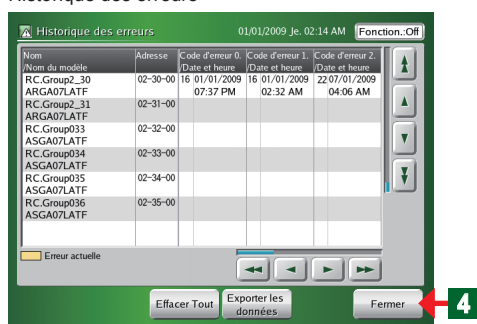 Historique des erreurs
Historique des erreurs 01/01/2009 Je. 02:14 AM Fonction.:Off
Nom Adresse Code d'erreur 0. Code d'erreur 1. Code d'erreur 2.
/Nom du modèle /Date et heure /Date et heure /Date et heure
RC.Group2_30 02-30-00 16 01/01/2009 16 01/01/2009 22 07/01/2009
ARGA07LATF 07:37 PM 02:32 AM 04:06 AM
RC.Group2_31 02-31-00
ARGA07LATF
RC.Group033 02-32-00
ASGA07LATF
RC.Group034 02-33-00
ASGA07LATF
RC.Group035 02-34-00
ASGA07LATF
RC.Group036 02-35-00
ASGA07LATF
Erreur actuelle
Effacer Tout Exporter les Fermer 4
données